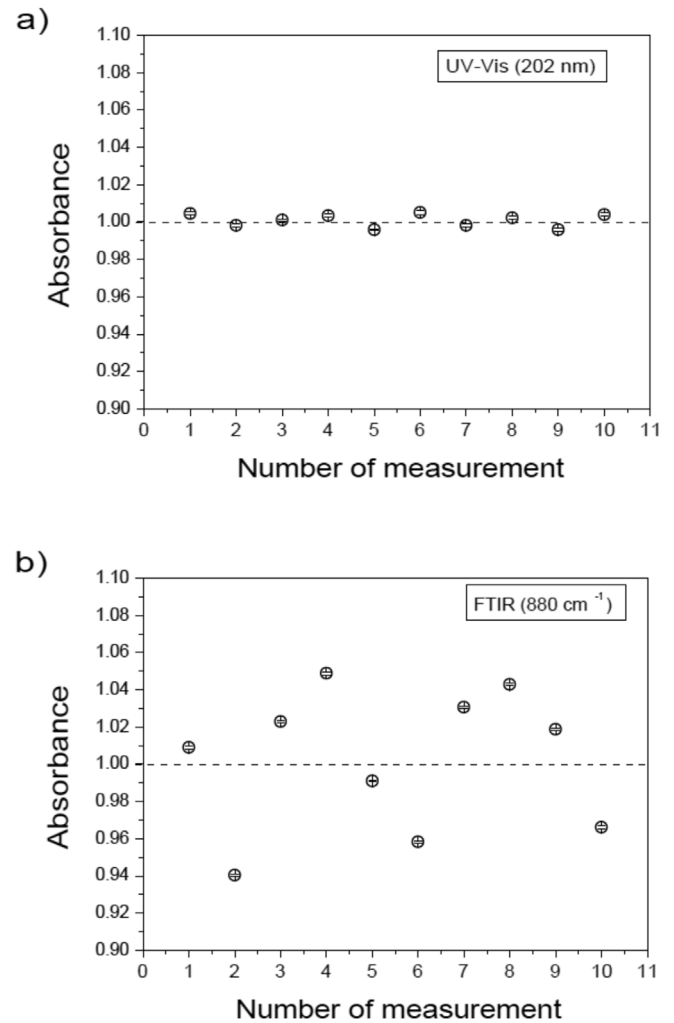 a)
1.10
1.08
1.06
1.04
1.02
1.00
0.98
0.96
0.94
0.92
0.90
Absorbance
UV-Vis (202 nm)
0 1 2 3 4 5 6 7 8 9 10 11
Number of measurement
b)
1.10
1.08
1.06
1.04
1.02
1.00
0.98
0.96
0.94
0.92
0.90
Absorbance
FTIR (880 cm ⁻¹)
0 1 2 3 4 5 6 7 8 9 10 11
Number of measurement